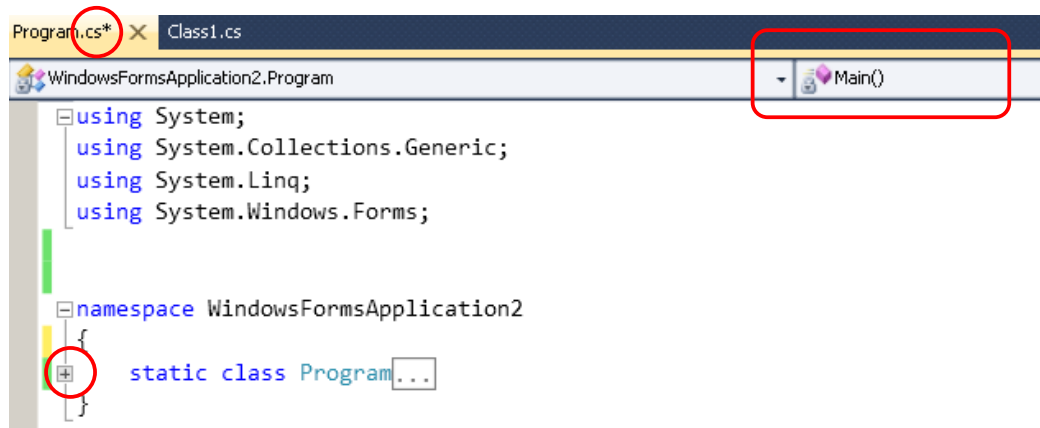 Program.cs* Class1.cs
WindowsFormsApplication2.Program Main()
using System;
using System.Collections.Generic;
using System.Linq;
using System.Windows.Forms;
namespace WindowsFormsApplication2
{
static class Program...
}